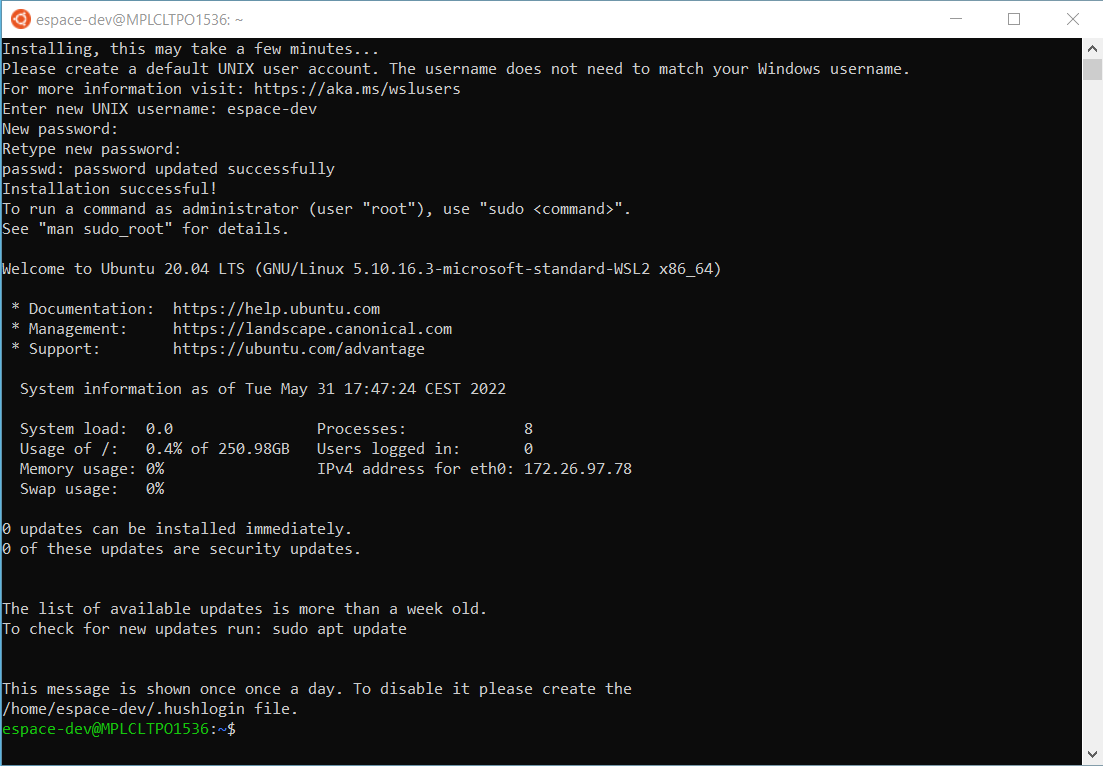 espace-dev@MPLCLTPO1536: ~
Installing, this may take a few minutes...
Please create a default UNIX user account. The username does not need to match your Windows username.
For more information visit: https://aka.ms/wslusers
Enter new UNIX username: espace-dev
New password:
Retype new password:
passwd: password updated successfully
Installation successful!
To run a command as administrator (user "root"), use "sudo <command>".
See "man sudo_root" for details.

Welcome to Ubuntu 20.04 LTS (GNU/Linux 5.10.16.3-microsoft-standard-WSL2 x86_64)

 * Documentation:  https://help.ubuntu.com
 * Management:     https://landscape.canonical.com
 * Support:        https://ubuntu.com/advantage

  System information as of Tue May 31 17:47:24 CEST 2022

  System load:  0.0                Processes:             8
  Usage of /:   0.4% of 250.98GB   Users logged in:       0
  Memory usage: 0%                 IPv4 address for eth0: 172.26.97.78
  Swap usage:   0%

0 updates can be installed immediately.
0 of these updates are security updates.

The list of available updates is more than a week old.
To check for new updates run: sudo apt update

This message is shown once once a day. To disable it please create the
/home/espace-dev/.hushlogin file.
espace-dev@MPLCLTPO1536:~$